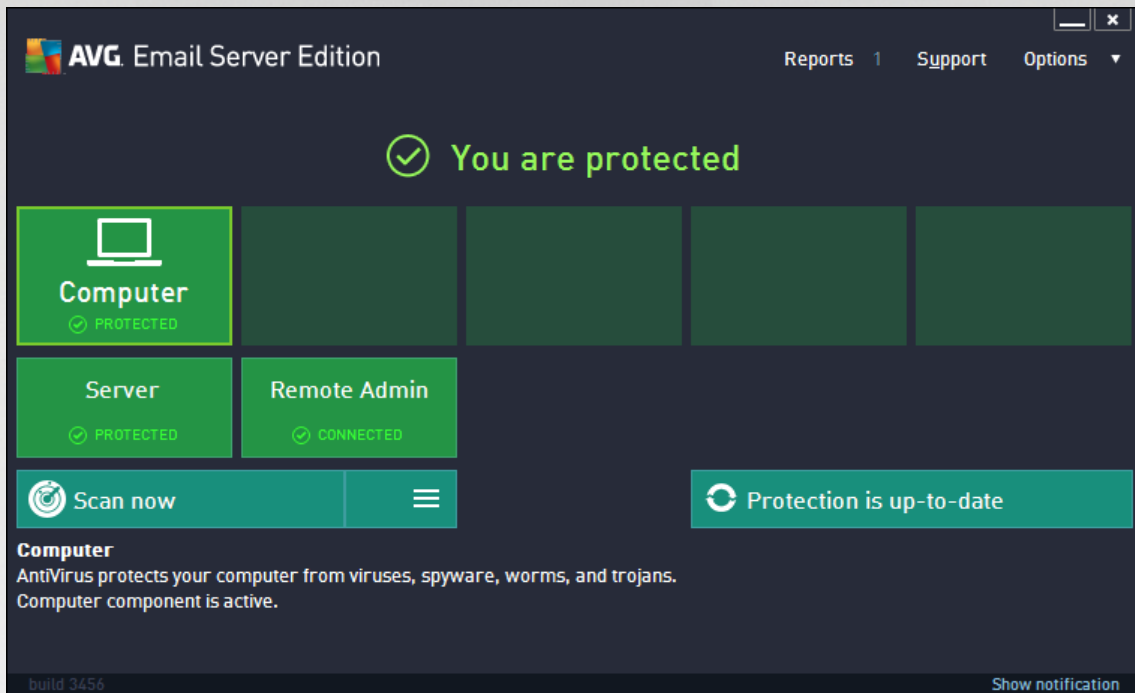 AVG. Email Server Edition
Reports 1 Support Options
You are protected
Computer
PROTECTED
Server
PROTECTED
Remote Admin
CONNECTED
Scan now
Protection is up-to-date
Computer
AntiVirus protects your computer from viruses, spyware, worms, and trojans.
Computer component is active.
build 3456
Show notification